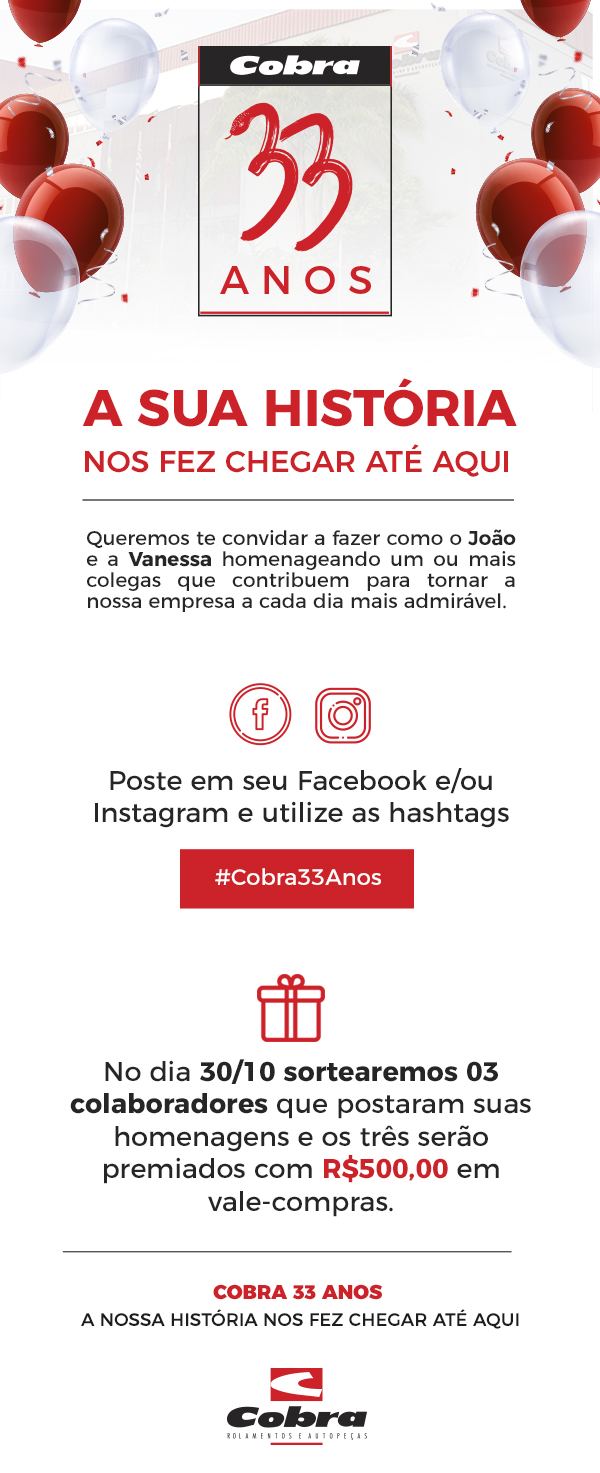 Cobra
33
ANOS
Cobra
A SUA HISTÓRIA
NOS FEZ CHEGAR ATÉ AQUI
Queremos te convidar a fazer como o João
e a Vanessa homenageando um ou mais
colegas que contribuem para tornar a
nossa empresa a cada dia mais admirável.
Poste em seu Facebook e/ou
Instagram e utilize as hashtags
#Cobra33Anos
No dia 30/10 sortearemos 03
colaboradores que postaram suas
homenagens e os três serão
premiados com R$500,00 em
vale-compras.
COBRA 33 ANOS
A NOSSA HISTÓRIA NOS FEZ CHEGAR ATÉ AQUI
Cobra
ROLAMENTOS E AUTOPEÇAS